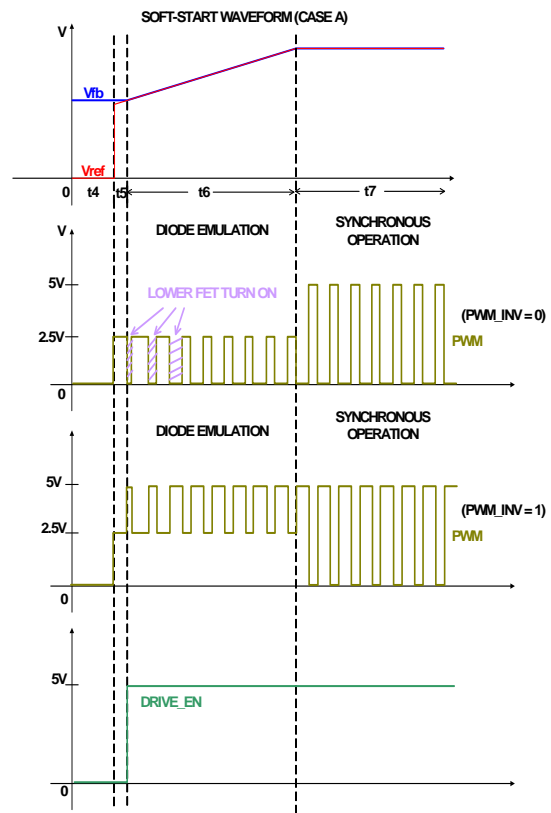 SOFT-START WAVEFORM (CASE A)
V
Vfb
Vref
0 t4 t5 t6 t7
V
DIODE EMULATION
SYNCHRONOUS
OPERATION
5V
LOWER FET TURN ON
(PWM_INV = 0)
2.5V
PWM
0
DIODE EMULATION
SYNCHRONOUS
OPERATION
5V
(PWM_INV = 1)
2.5V
PWM
0
5V
DRIVE_EN
0